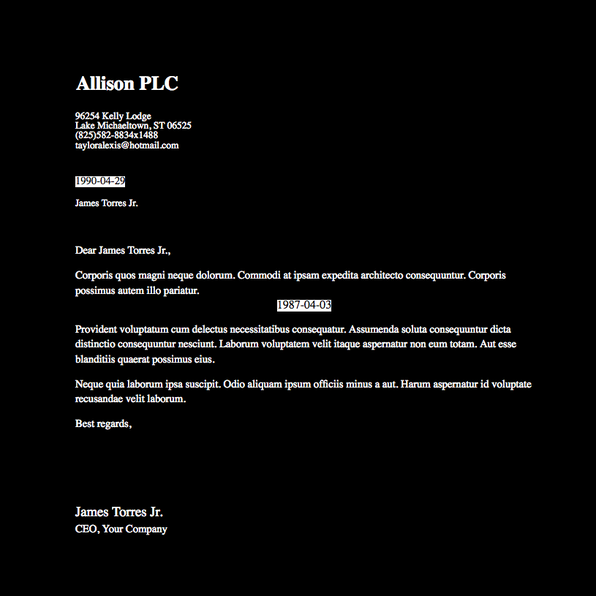 Allison PLC
96254 Kelly Lodge
Lake Michaeltown, ST 06525
(825)582-8834x1488
tayloralexis@hotmail.com
1990-04-29
James Torres Jr.
Dear James Torres Jr.,
Corporis quos magni neque dolorum. Commodi at ipsam expedita architecto consequuntur. Corporis
possimus autem illo pariatur.
1987-04-03
Provident voluptatum cum delectus necessitatibus consequatur. Assumenda soluta consequuntur dicta
distinctio consequuntur nesciunt. Laborum voluptatem velit itaque aspernatur non eum totam. Aut esse
blanditiis quaerat possimus eius.
Neque quia laborum ipsa suscipit. Odio aliquam ipsum officiis minus a aut. Harum aspernatur id voluptate
recusandae velit laborum.
Best regards,
James Torres Jr.
CEO, Your Company